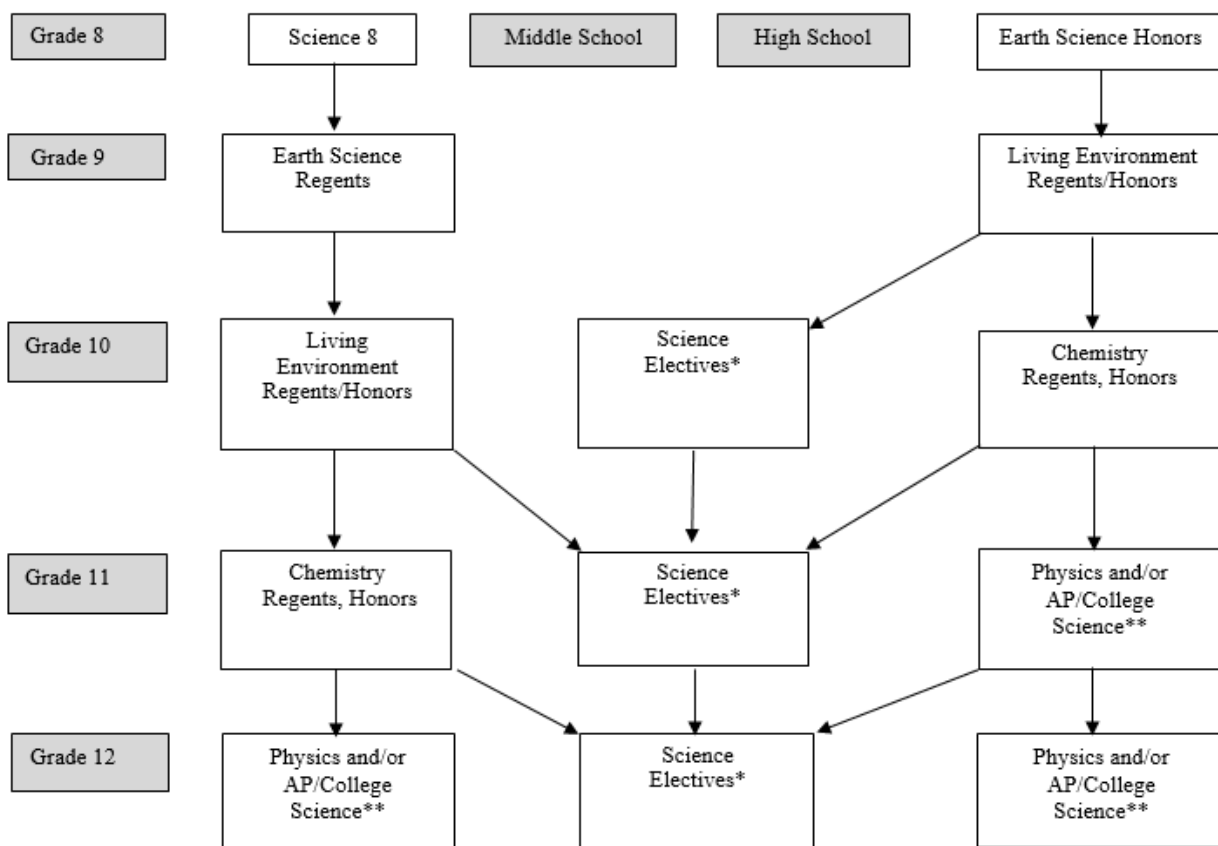 Grade 8
Science 8
Middle School
High School
Earth Science Honors
Grade 9
Earth Science
Regents
Living Environment
Regents/Honors
Grade 10
Living
Environment
Regents/Honors
Science
Electives*
Chemistry
Regents, Honors
Grade 11
Chemistry
Regents, Honors
Science
Electives*
Physics and/or
AP/College
Science**
Grade 12
Physics and/or
AP/College
Science**
Science
Electives*
Physics and/or
AP/College
Science**